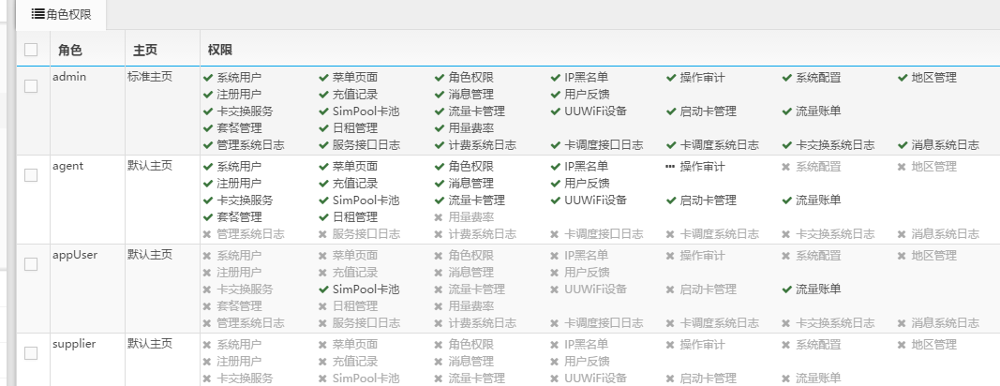 角色权限
角色 主页 权限
admin 标准主页 系统用户 菜单页面 角色权限 IP黑名单 操作审计 系统配置 地区管理
注册用户 充值记录 消息管理 用户反馈
卡交换服务 SimPool卡池 流量卡管理 UUWiFi设备 启动卡管理 流量账单
套餐管理 日租管理 用量费率
管理系统日志 服务接口日志 计费系统日志 卡调度接口日志 卡调度系统日志 卡交换系统日志 消息系统日志
agent 默认主页 系统用户 菜单页面 角色权限 IP黑名单 操作审计 系统配置 地区管理
注册用户 充值记录 消息管理 用户反馈
卡交换服务 SimPool卡池 流量卡管理 UUWiFi设备 启动卡管理 流量账单
套餐管理 日租管理 用量费率
管理系统日志 服务接口日志 计费系统日志 卡调度接口日志 卡调度系统日志 卡交换系统日志 消息系统日志
appUser 默认主页 系统用户 菜单页面 角色权限 IP黑名单 操作审计 系统配置 地区管理
注册用户 充值记录 消息管理 用户反馈
卡交换服务 SimPool卡池 流量卡管理 UUWiFi设备 启动卡管理 流量账单
套餐管理 日租管理 用量费率
管理系统日志 服务接口日志 计费系统日志 卡调度接口日志 卡调度系统日志 卡交换系统日志 消息系统日志
supplier 默认主页 系统用户 菜单页面 角色权限 IP黑名单 操作审计 系统配置 地区管理
注册用户 充值记录 消息管理 用户反馈
卡交换服务 SimPool卡池 流量卡管理 UUWiFi设备 启动卡管理 流量账单